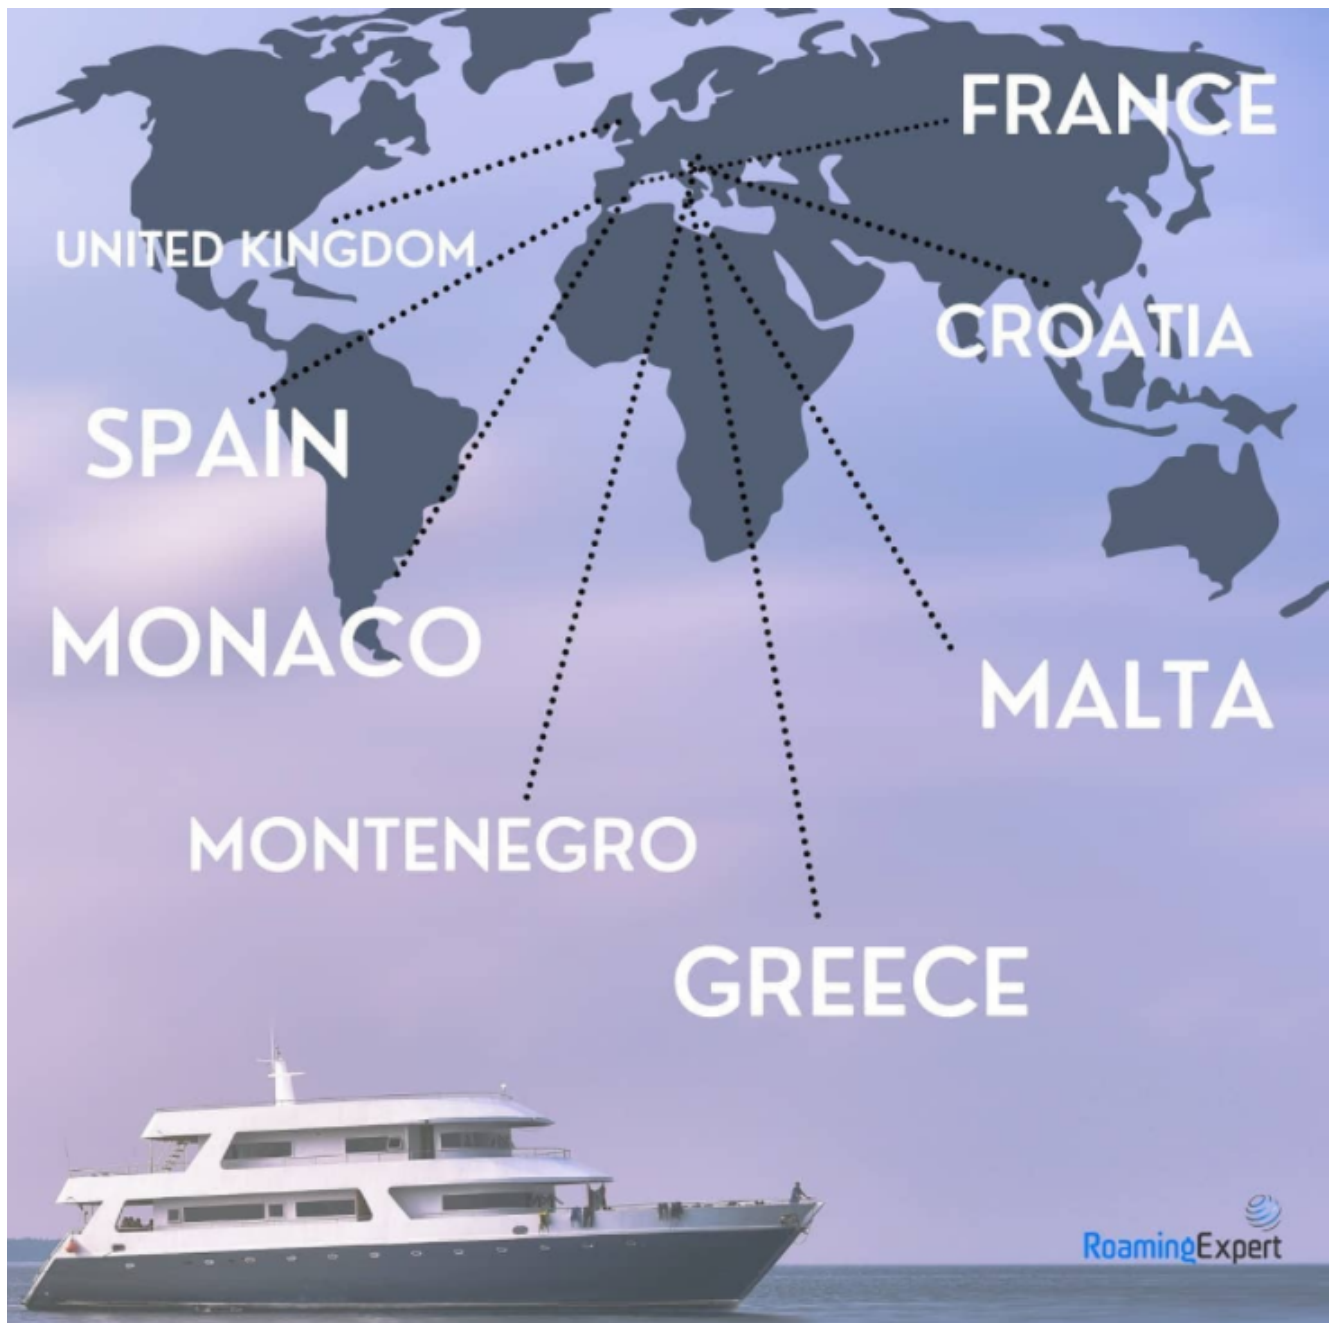 FRANCE
UNITED KINGDOM
CROATIA
SPAIN
MONACO
MALTA
MONTENEGRO
GREECE
RoamingExpert